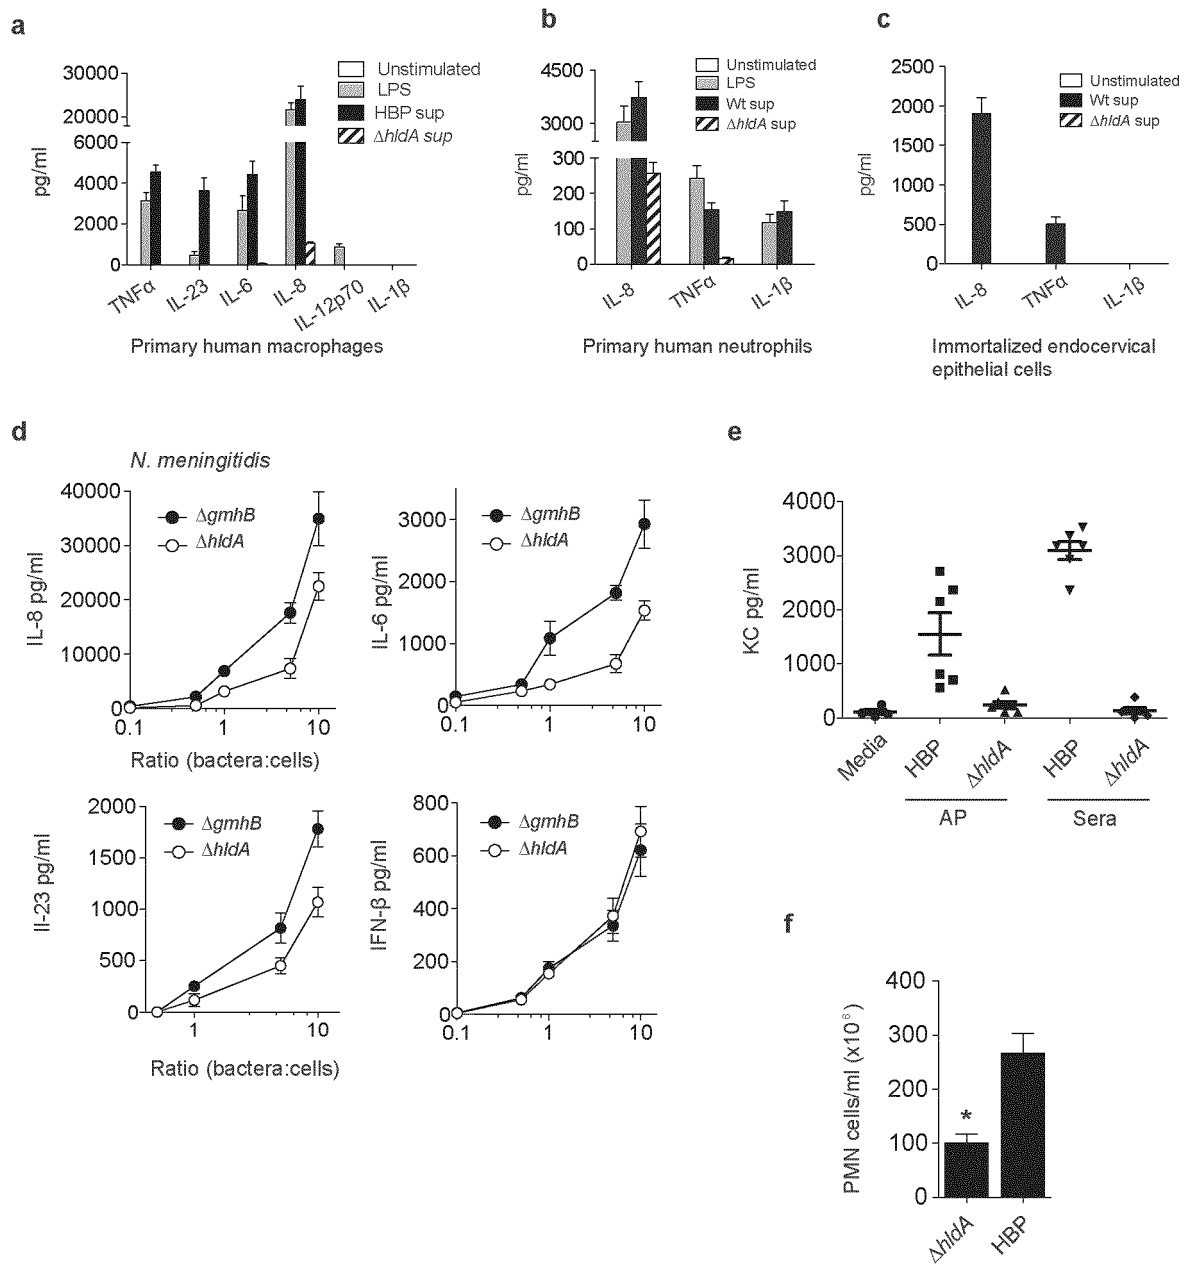 a
30000
20000
6000
4000
2000
0
pg/ml
Unstimulated
LPS
HBP sup
ΔhldA sup
TNFα
IL-23
IL-6
IL-8
IL-12p70
IL-1β
Primary human macrophages
b
4500
3000
300
200
100
0
pg/ml
Unstimulated
LPS
Wt sup
ΔhldA sup
IL-8
TNFα
IL-1β
Primary human neutrophils
c
2500
2000
1500
1000
500
0
pg/ml
Unstimulated
Wt sup
ΔhldA sup
IL-8
TNFα
IL-1β
Immortalized endocervical
epithelial cells
d
N. meningitidis
40000
30000
20000
10000
0
IL-8 pg/ml
ΔgmhB
ΔhldA
0.1
1
10
Ratio (bactera:cells)
3000
2000
1000
0
IL-6 pg/ml
ΔgmhB
ΔhldA
0.1
1
10
2000
1500
1000
500
0
Il-23 pg/ml
ΔgmhB
ΔhldA
1
10
Ratio (bactera:cells)
800
600
400
200
0
IFN-β pg/ml
ΔgmhB
ΔhldA
0.1
1
10
e
4000
3000
2000
1000
0
KC pg/ml
Media
HBP
ΔhldA
HBP
ΔhldA
AP
Sera
f
400
300
200
100
0
PMN cells/ml (x10⁶)
*
ΔhldA
HBP